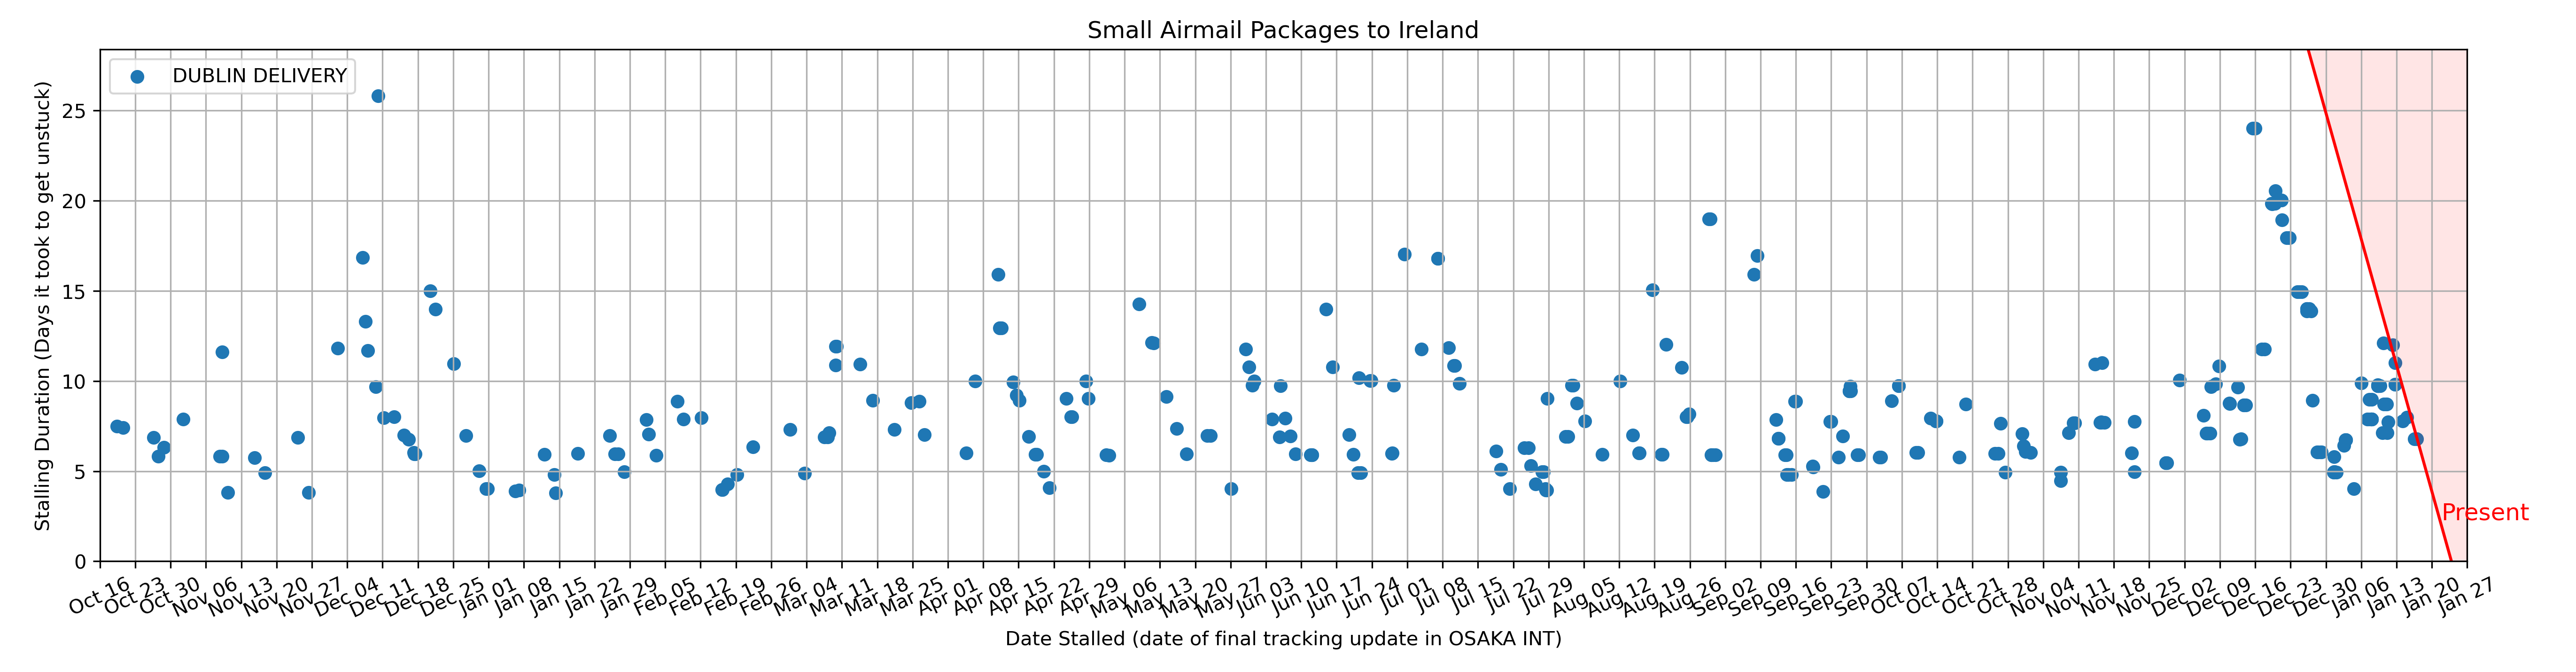 Small Airmail Packages to Ireland
DUBLIN DELIVERY
Stalling Duration (Days it took to get unstuck)
25
20
15
10
5
0
Present
Oct 16 Oct 23 Oct 30 Nov 06 Nov 13 Nov 20 Nov 27 Dec 04 Dec 11 Dec 18 Dec 25 Jan 01 Jan 08 Jan 15 Jan 22 Jan 29 Feb 05 Feb 12 Feb 19 Feb 26 Mar 04 Mar 11 Mar 18 Mar 25 Apr 01 Apr 08 Apr 15 Apr 22 Apr 29 May 06 May 13 May 20 May 27 Jun 03 Jun 10 Jun 17 Jun 24 Jul 01 Jul 08 Jul 15 Jul 22 Jul 29 Aug 05 Aug 12 Aug 19 Aug 26 Sep 02 Sep 09 Sep 16 Sep 23 Sep 30 Oct 07 Oct 14 Oct 21 Oct 28 Nov 04 Nov 11 Nov 18 Nov 25 Dec 02 Dec 09 Dec 16 Dec 23 Dec 30 Jan 06 Jan 13 Jan 20 Jan 27
Date Stalled (date of final tracking update in OSAKA INT)